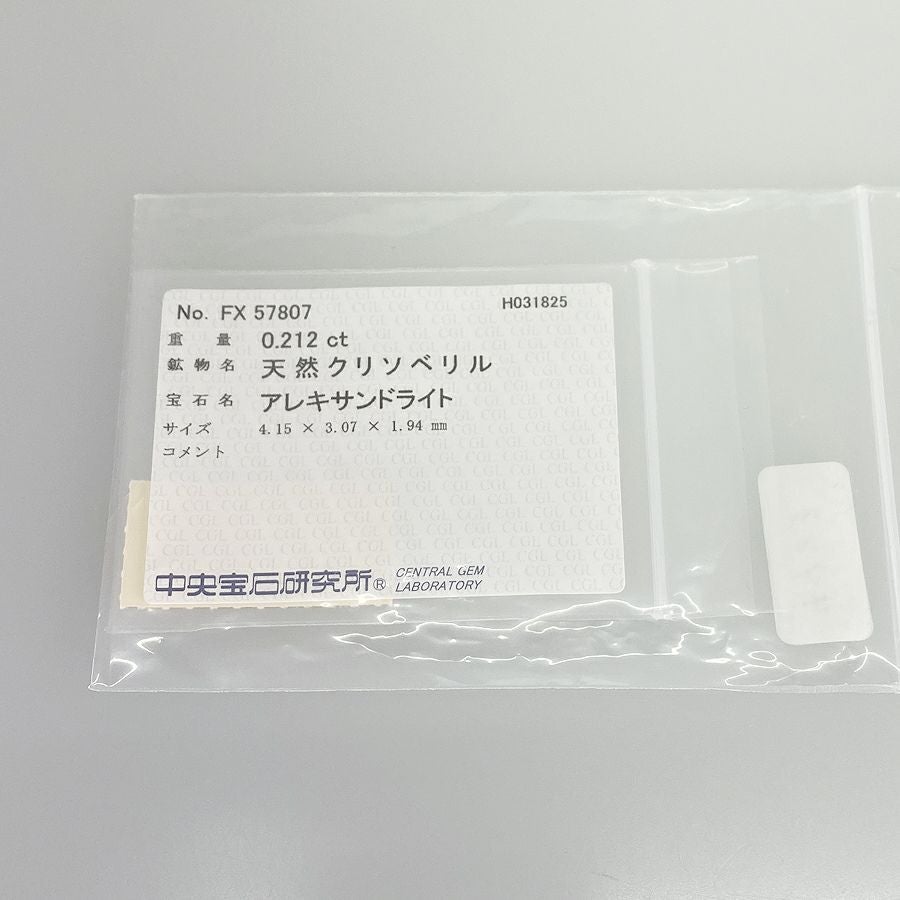 No. FX 57807 H031825
重量 0.212 ct
鉱物名 天然クリソベリル
宝石名 アレキサンドライト
サイズ 4.15 × 3.07 × 1.94 mm
コメント
中央宝石研究所® CENTRAL GEM LABORATORY